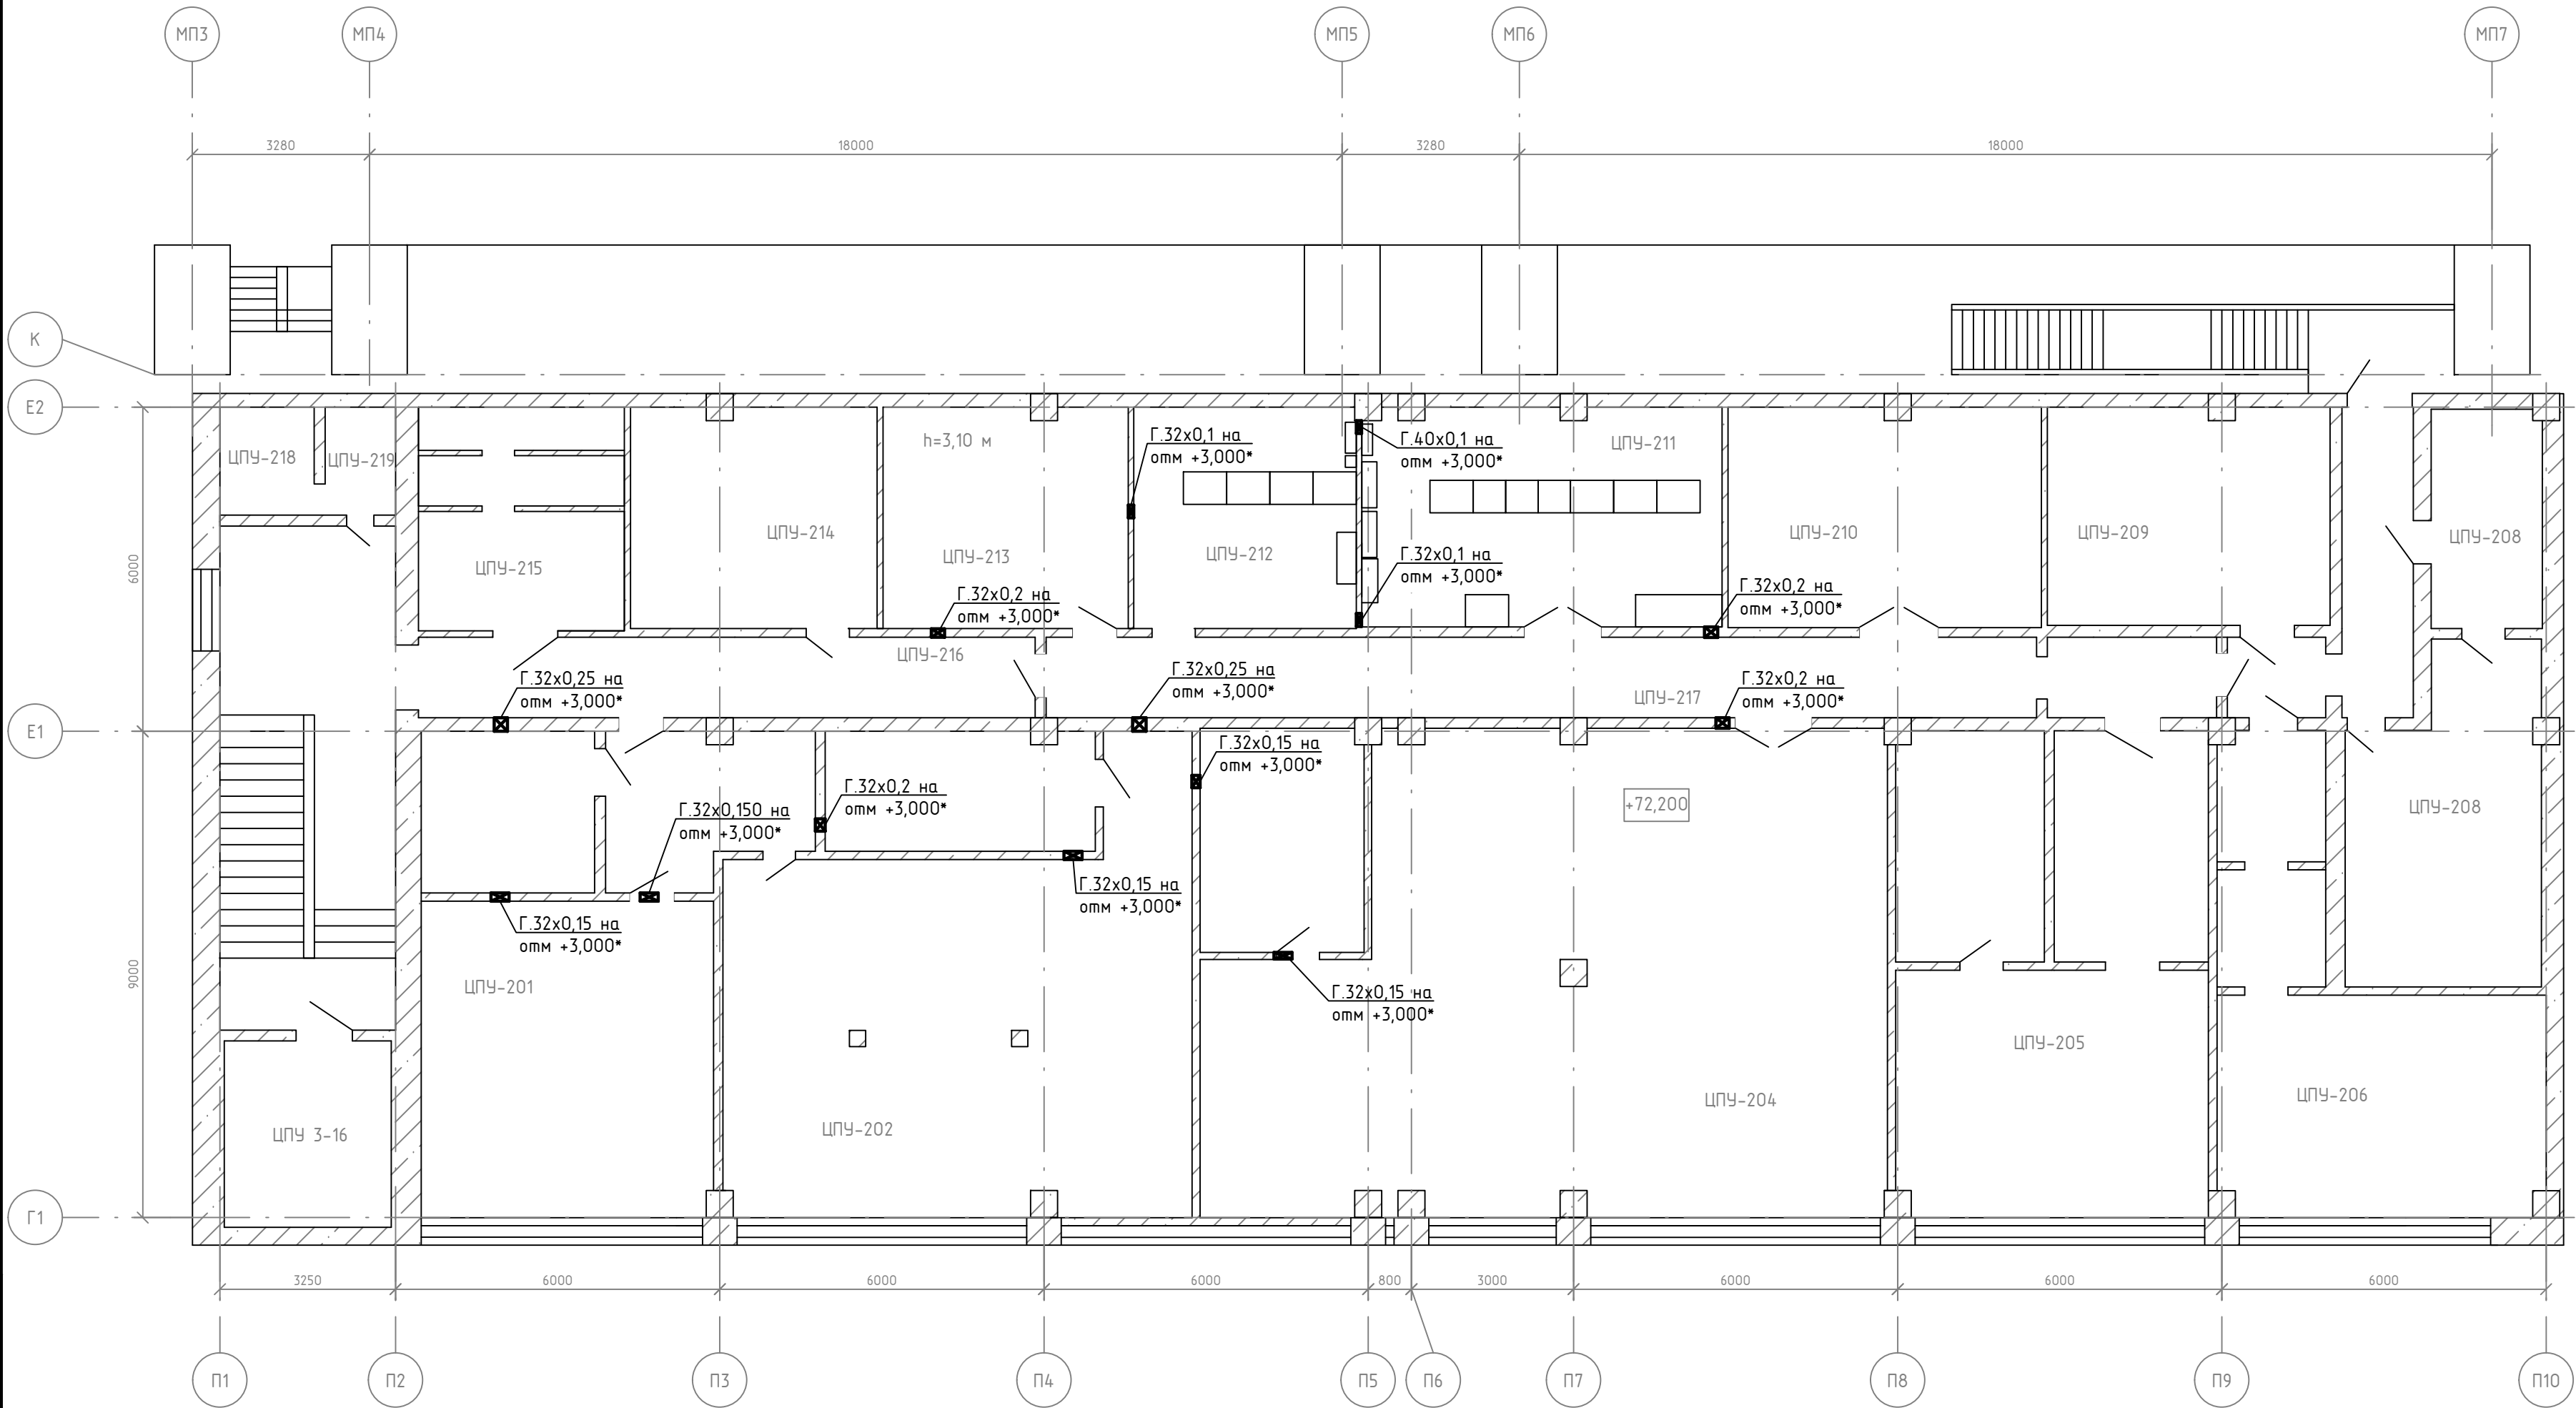 МП3
МП4
МП5
МП6
МП7
3280
18000
3280
18000
К
Е2
ЦПУ-218
ЦПУ-219
h=3,10 м
Г.32х0,1 на
отм +3,000*
Г.40х0,1 на
отм +3,000*
ЦПУ-211
ЦПУ-214
ЦПУ-213
ЦПУ-212
ЦПУ-210
ЦПУ-209
ЦПУ-208
6000
ЦПУ-215
Г.32х0,1 на
отм +3,000*
Г.32х0,2 на
отм +3,000*
Г.32х0,2 на
отм +3,000*
ЦПУ-216
Г.32х0,25 на
отм +3,000*
Г.32х0,25 на
отм +3,000*
ЦПУ-217
Г.32х0,2 на
отм +3,000*
Е1
Г.32х0,15 на
отм +3,000*
Г.32х0,2 на
отм +3,000*
Г.32х0,150 на
отм +3,000*
+72,200
ЦПУ-208
Г.32х0,15 на
отм +3,000*
Г.32х0,15 на
отм +3,000*
9000
ЦПУ-201
Г.32х0,15 на
отм +3,000*
ЦПУ-205
ЦПУ-204
ЦПУ-206
ЦПУ-202
ЦПУ 3-16
Г1
3250
6000
6000
6000
800
3000
6000
6000
6000
П1
П2
П3
П4
П5
П6
П7
П8
П9
П10